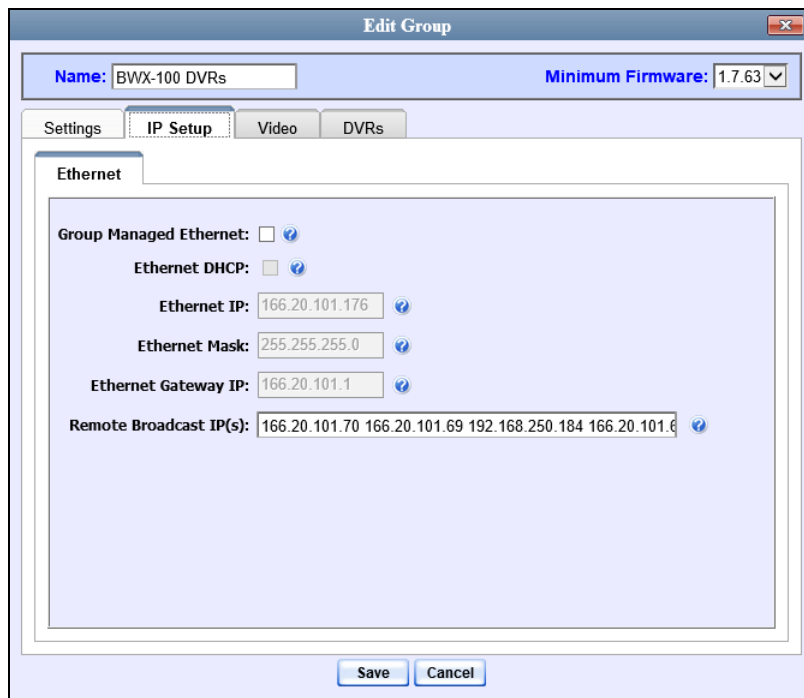 Edit Group
Name: BWX-100 DVRs Minimum Firmware: 1.7.63
Settings IP Setup Video DVRs
Ethernet
Group Managed Ethernet:
Ethernet DHCP:
Ethernet IP: 166.20.101.176
Ethernet Mask: 255.255.255.0
Ethernet Gateway IP: 166.20.101.1
Remote Broadcast IP(s): 166.20.101.70 166.20.101.69 192.168.250.184 166.20.101.6
Save Cancel